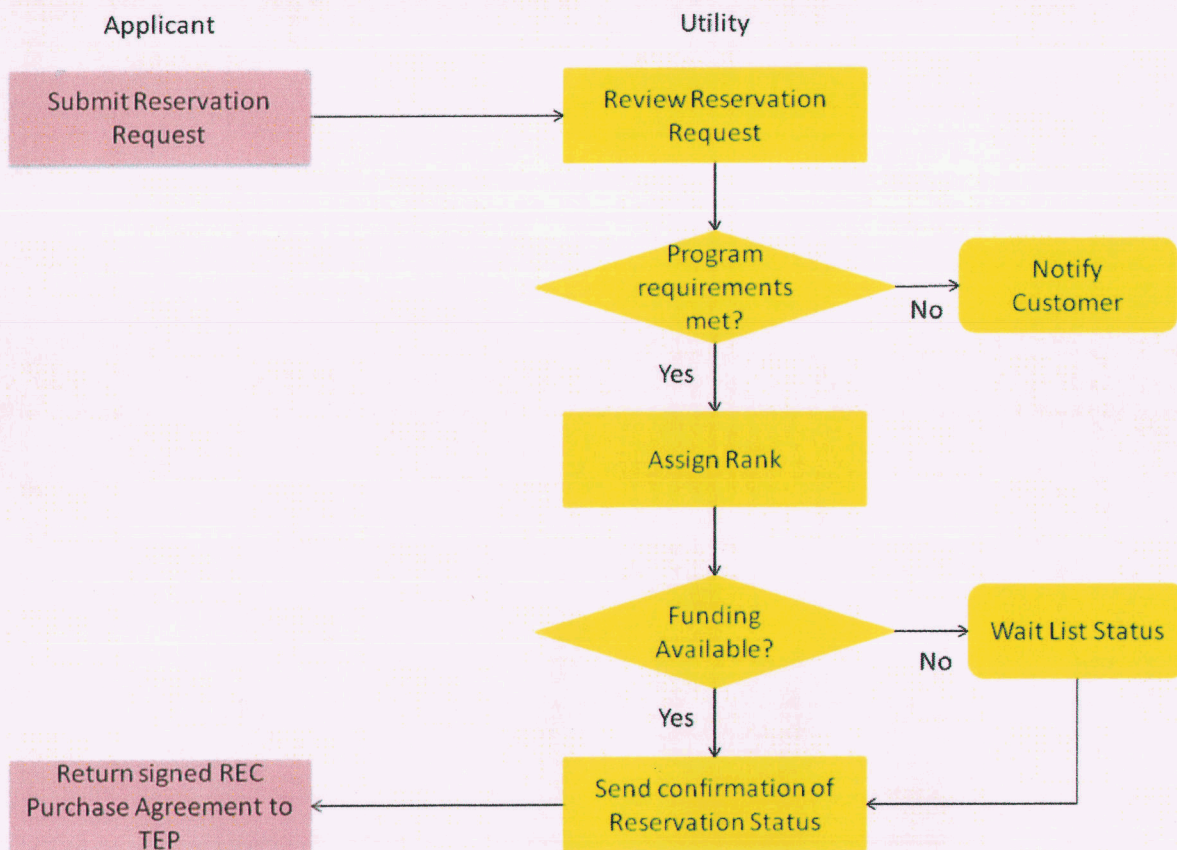 Applicant
Utility
Submit Reservation
Request
Review Reservation
Request
Program
requirements
met?
No
Notify
Customer
Yes
Assign Rank
Funding
Available?
No
Wait List Status
Yes
Return signed REC
Purchase Agreement to
TEP
Send confirmation of
Reservation Status